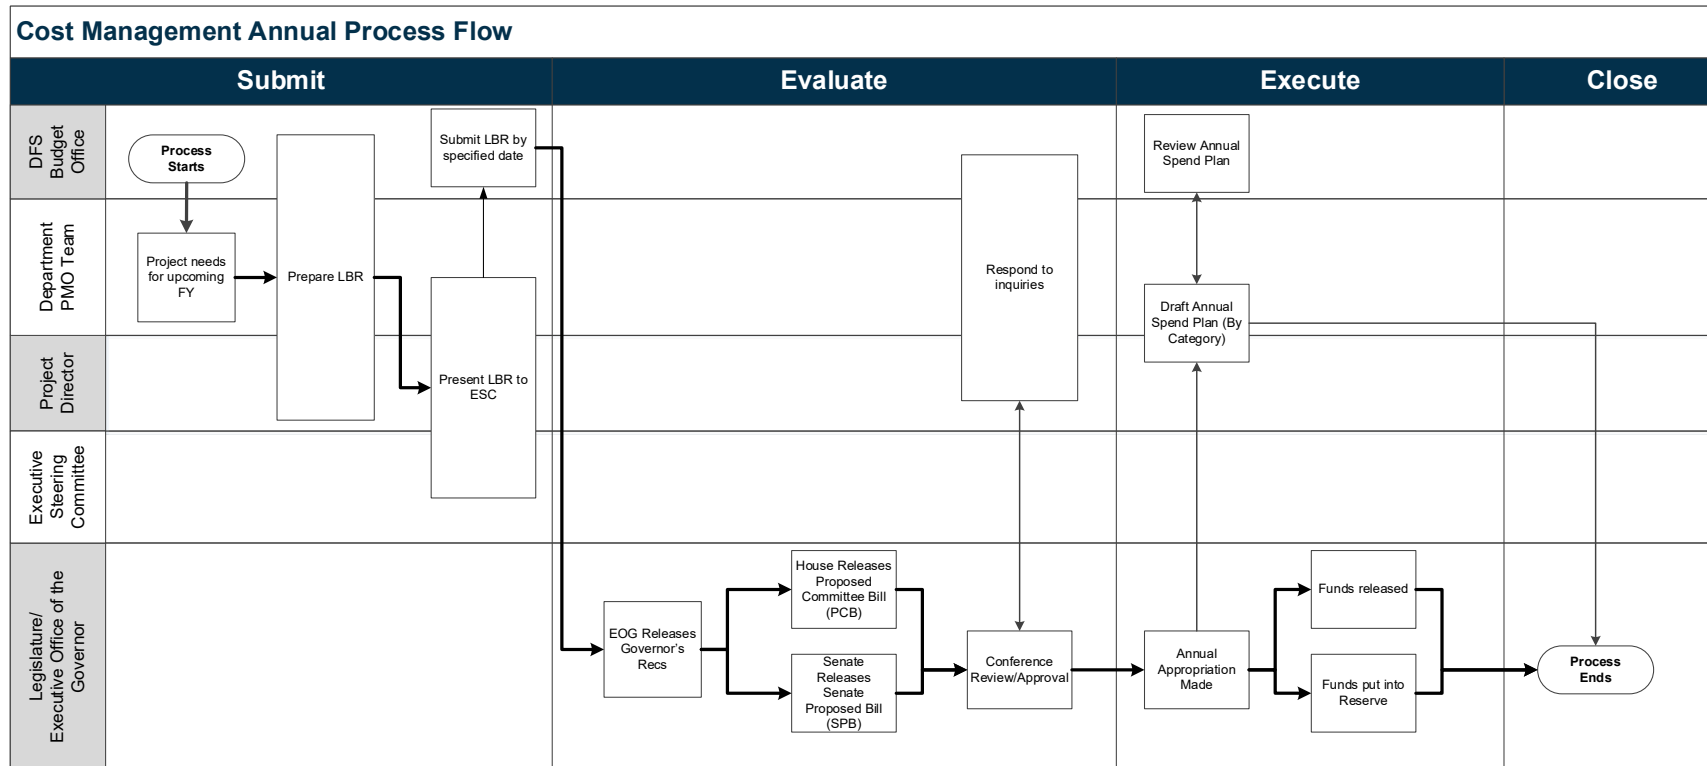 Cost Management Annual Process Flow
Submit
Evaluate
Execute
Close
DFS
Budget
Office
Process
Starts
Submit LBR by
specified date
Review Annual
Spend Plan
Department
PMO Team
Project needs
for upcoming
FY
Prepare LBR
Respond to
inquiries
Draft Annual
Spend Plan (By
Category)
Project
Director
Present LBR to
ESC
Executive
Steering
Committee
Legislature/
Executive Office of the
Governor
EOG Releases
Governor's
Recs
House Releases
Proposed
Committee Bill
(PCB)
Senate
Releases
Senate
Proposed Bill
(SPB)
Conference
Review/Approval
Annual
Appropriation
Made
Funds released
Funds put into
Reserve
Process
Ends